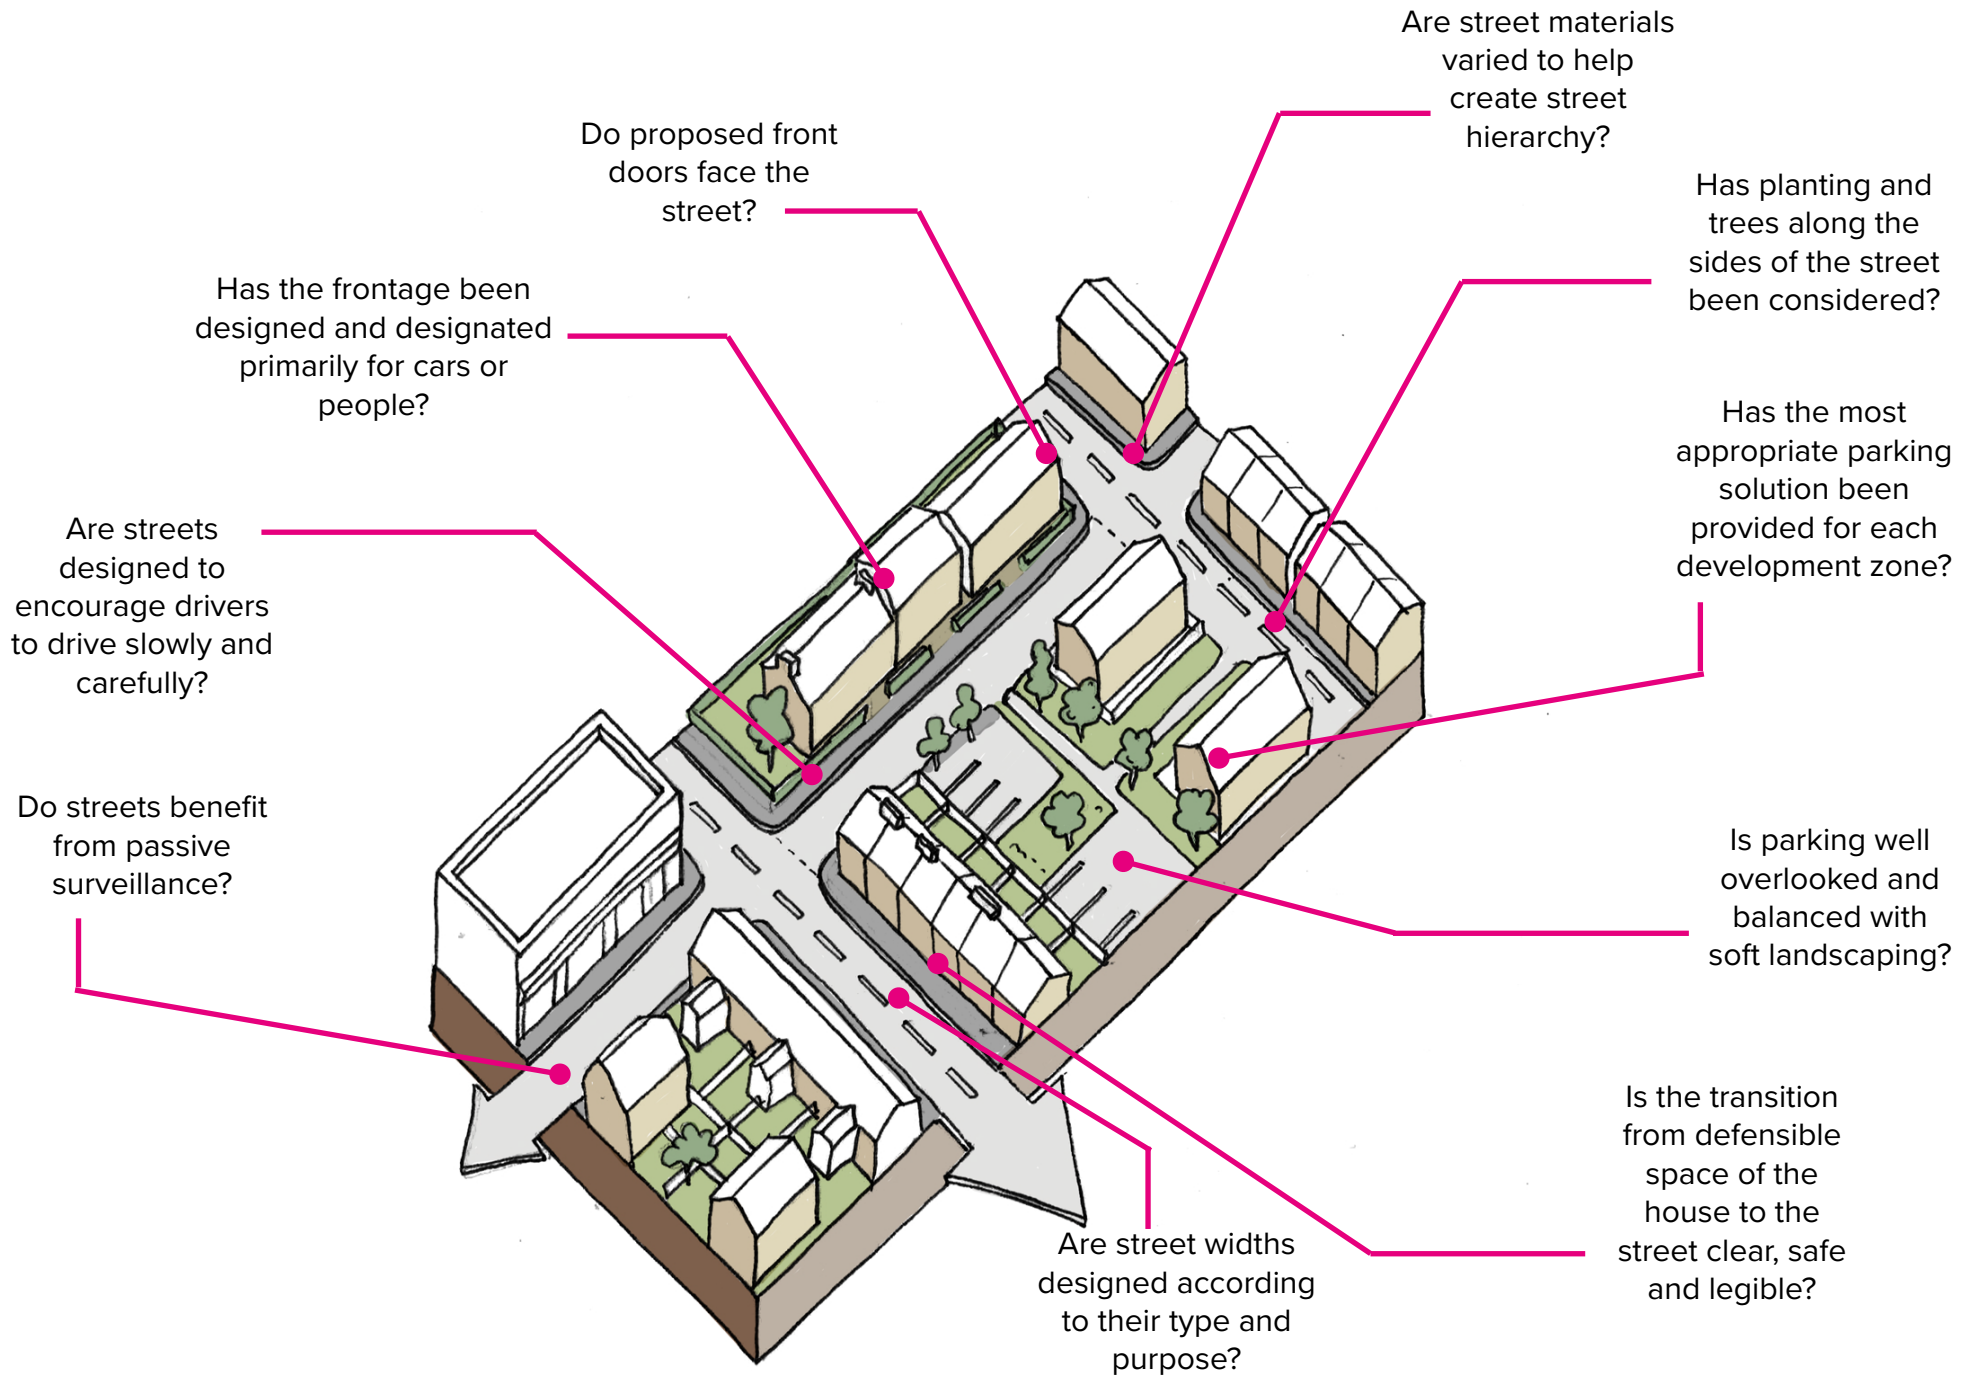 Are street materials
varied to help
create street
hierarchy?
Do proposed front
doors face the
street?
Has planting and
trees along the
sides of the street
been considered?
Has the frontage been
designed and designated
primarily for cars or
people?
Has the most
appropriate parking
solution been
provided for each
development zone?
Are streets
designed to
encourage drivers
to drive slowly and
carefully?
Do streets benefit
from passive
surveillance?
Is parking well
overlooked and
balanced with
soft landscaping?
Is the transition
from defensible
space of the
house to the
street clear, safe
and legible?
Are street widths
designed according
to their type and
purpose?